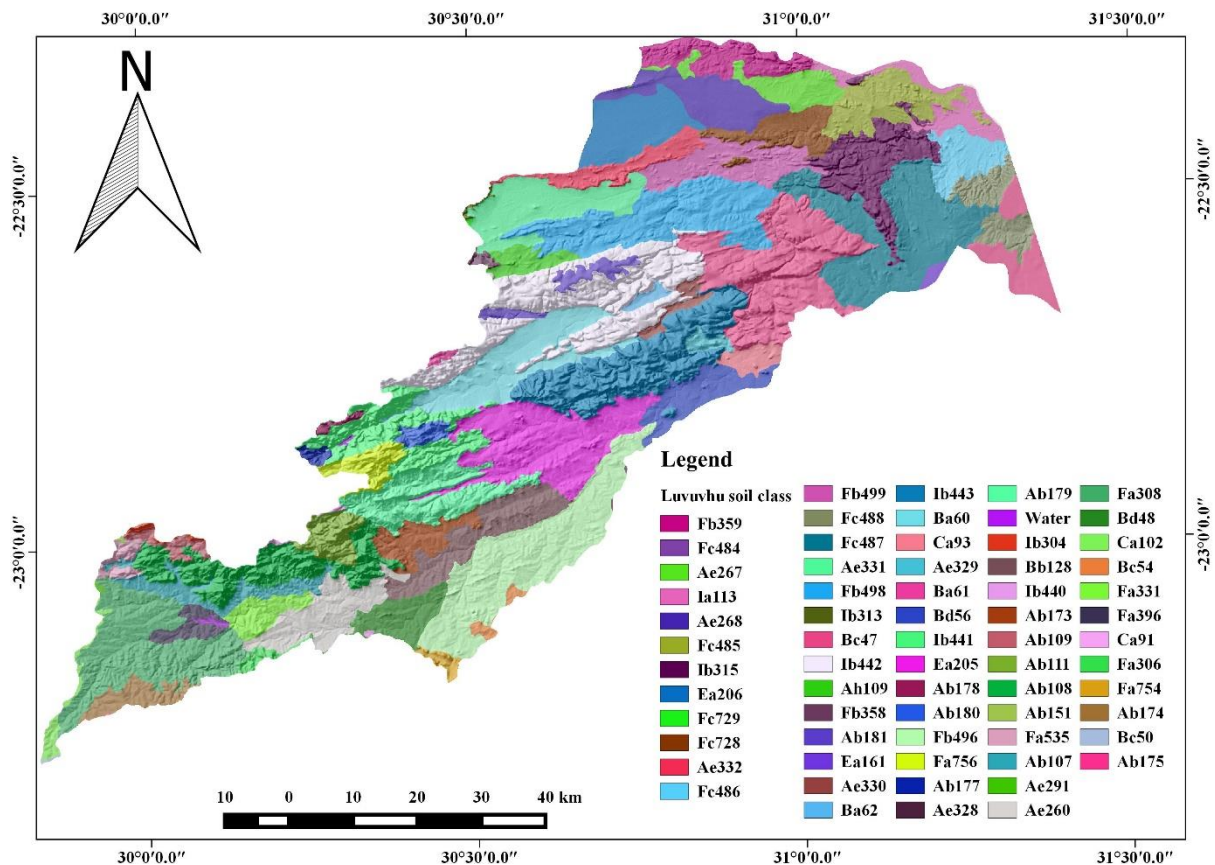 30°0'0.0" 30°30'0.0" 31°0'0.0" 31°30'0.0"
N
-22°30'0.0" -22°30'0.0"
-23°0'0.0" -23°0'0.0"
Legend
Luvuvhu soil class
Fb359
Fc484
Ae267
Ia113
Ae268
Fc485
Ib315
Ea206
Fc729
Fc728
Ae332
Fc486
Fb499
Fc488
Fc487
Ae331
Fb498
Ib313
Bc47
Ib442
Ah109
Fb358
Ab181
Ea161
Ae330
Ba62
Ib443
Ba60
Ca93
Ae329
Ba61
Bd56
Ib441
Ea205
Ab178
Ab180
Fb496
Fa756
Ab177
Ae328
Ab179
Water
Ib304
Bb128
Ib440
Ab173
Ab109
Ab111
Ab108
Ab151
Fa535
Ab107
Ae291
Ae260
Fa308
Bd48
Ca102
Bc54
Fa331
Fa396
Ca91
Fa306
Fa754
Ab174
Bc50
Ab175
10 0 10 20 30 40 km
30°0'0.0" 30°30'0.0" 31°0'0.0" 31°30'0.0"